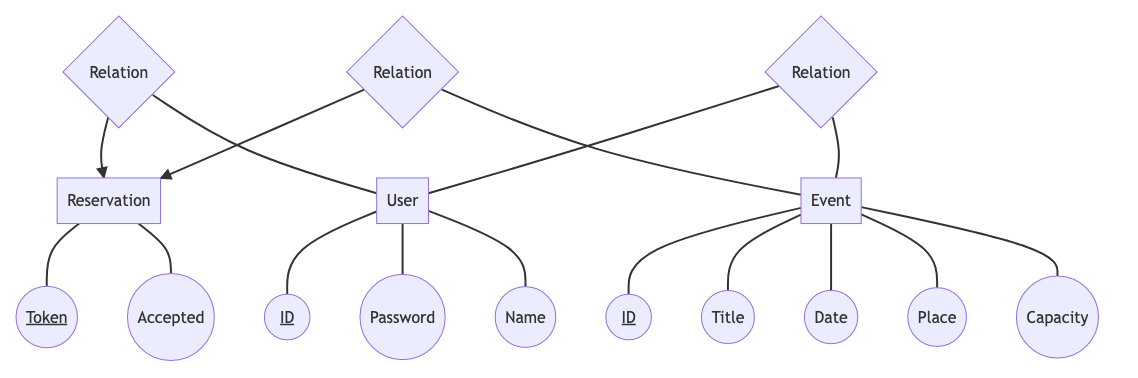 Relation
Relation
Relation
Reservation
User
Event
Token
Accepted
ID
Password
Name
ID
Title
Date
Place
Capacity